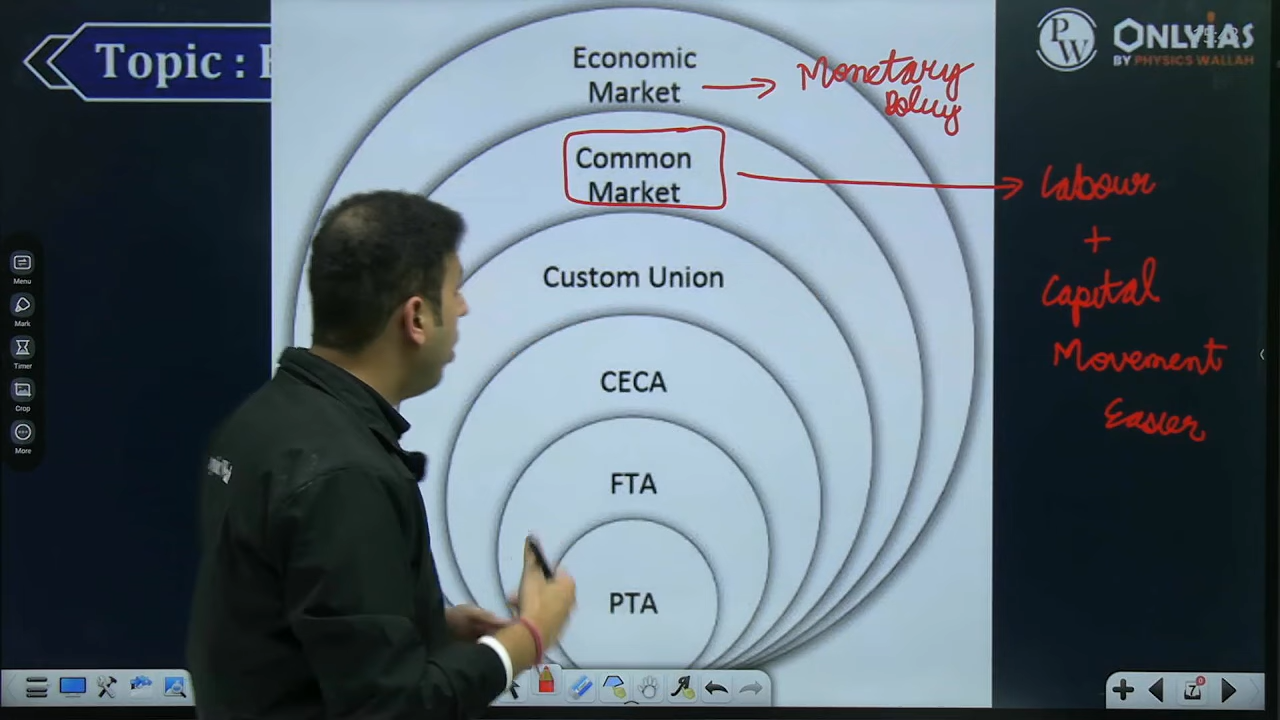 Topic :
Economic
Market
Monetary
Policy
Common
Market
Labour
+
Capital
Movement
Easier
Custom Union
CECA
FTA
PTA
PW
ONLYIAS
BY PHYSICS WALLAH
Menu
Mark
Timer
Crop
More